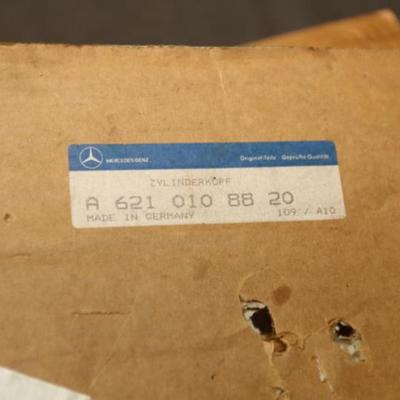 MERCEDES-BENZ Original-Teile · Geprüfte Qualität
ZYLINDERKOPF
A 621 010 88 20
MADE IN GERMANY 109 / A10